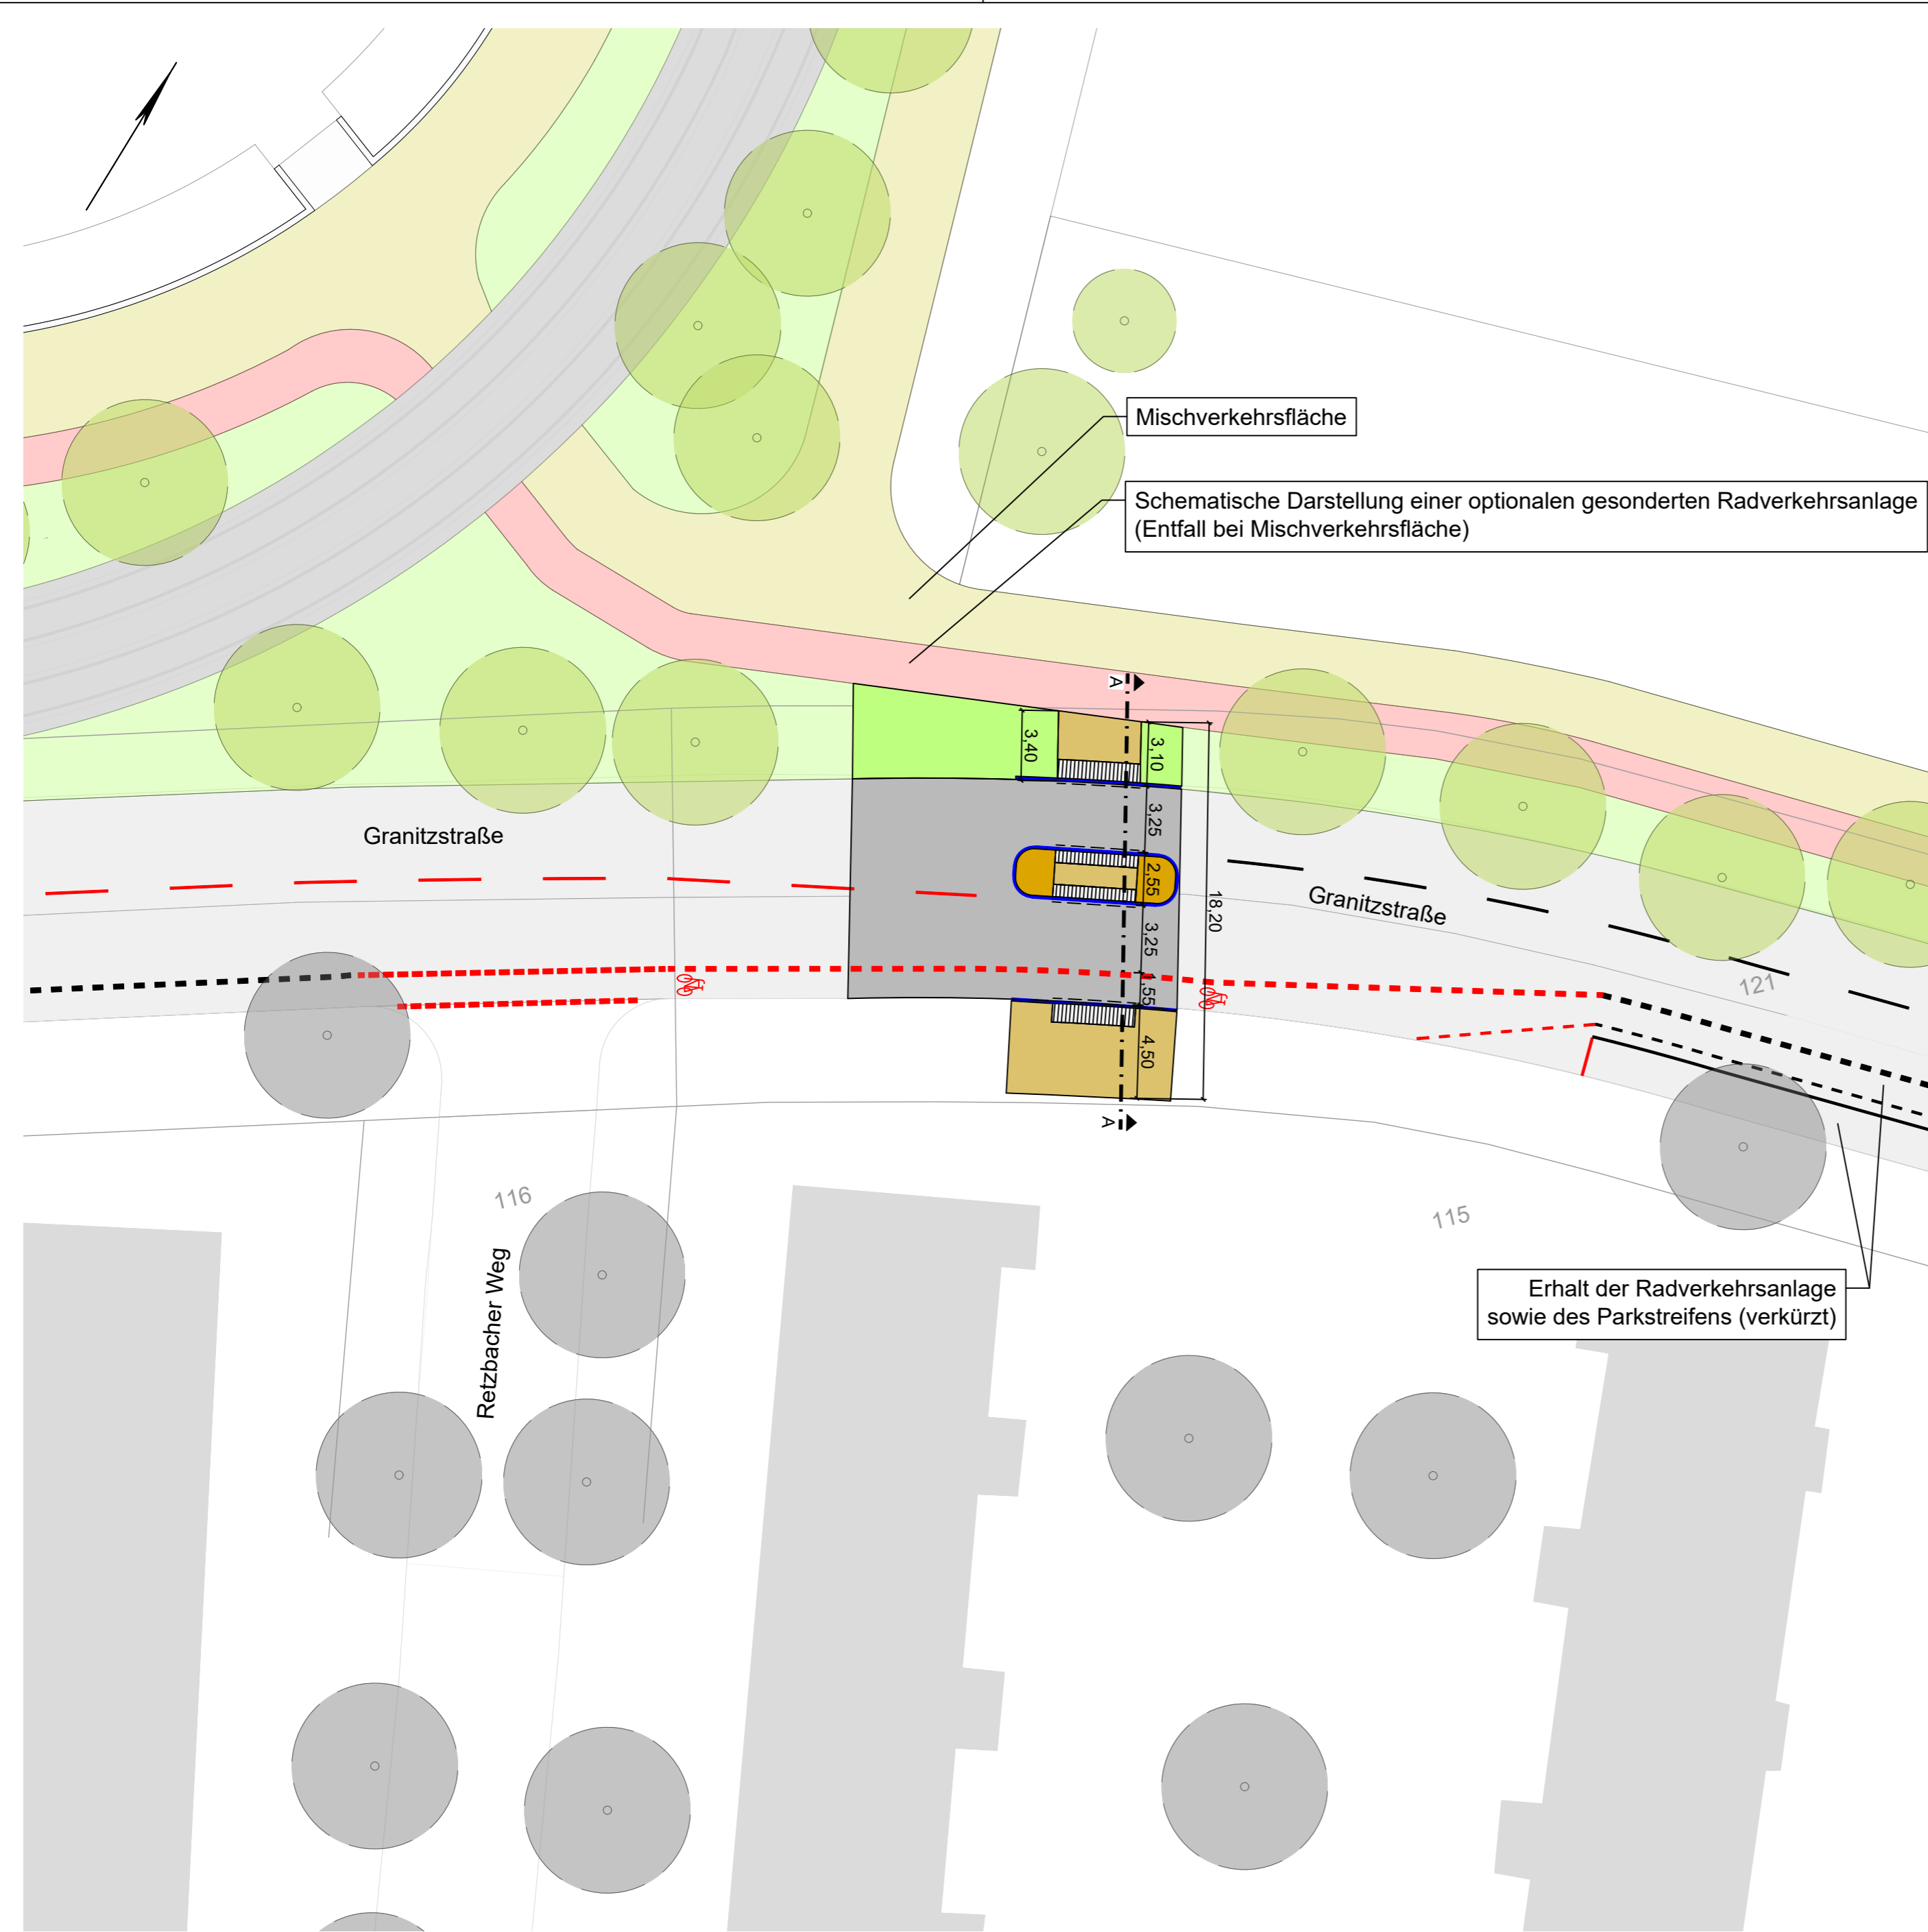 Mischverkehrsfläche
Schematische Darstellung einer optionalen gesonderten Radverkehrsanlage
(Entfall bei Mischverkehrsfläche)
A
3,40
3,10
3,25
Granitzstraße
2,55
18,20
Granitzstraße
3,25
1,55
121
4,50
A
116
115
Retzbacher Weg
Erhalt der Radverkehrsanlage
sowie des Parkstreifens (verkürzt)